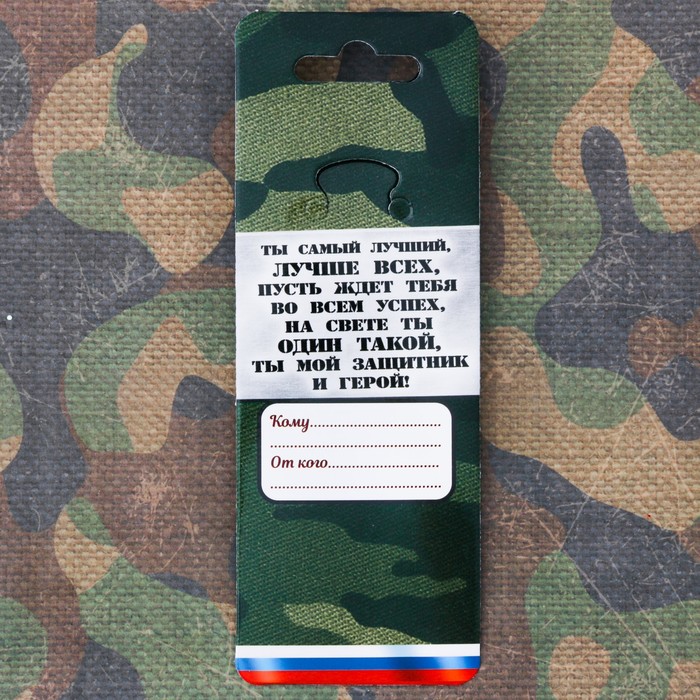 ТЫ САМЫЙ ЛУЧШИЙ,
ЛУЧШЕ ВСЕХ,
ПУСТЬ ЖДЕТ ТЕБЯ
ВО ВСЕМ УСПЕХ,
НА СВЕТЕ ТЫ
ОДИН ТАКОЙ,
ТЫ МОЙ ЗАЩИТНИК
И ГЕРОЙ!
Кому..............................
..........................................
От кого...........................
..........................................